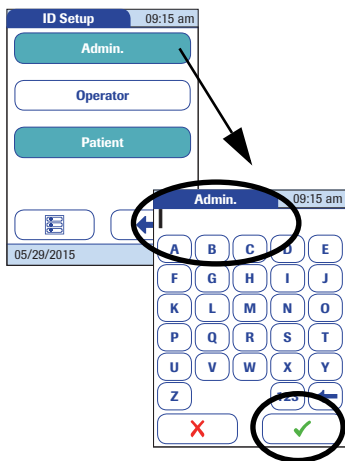 ID Setup 09:15 am
Admin.
Operator
Patient
05/29/2015
Admin. 09:15 am
A B C D E
F G H I J
K L M N O
P Q R S T
U V W X Y
Z 123